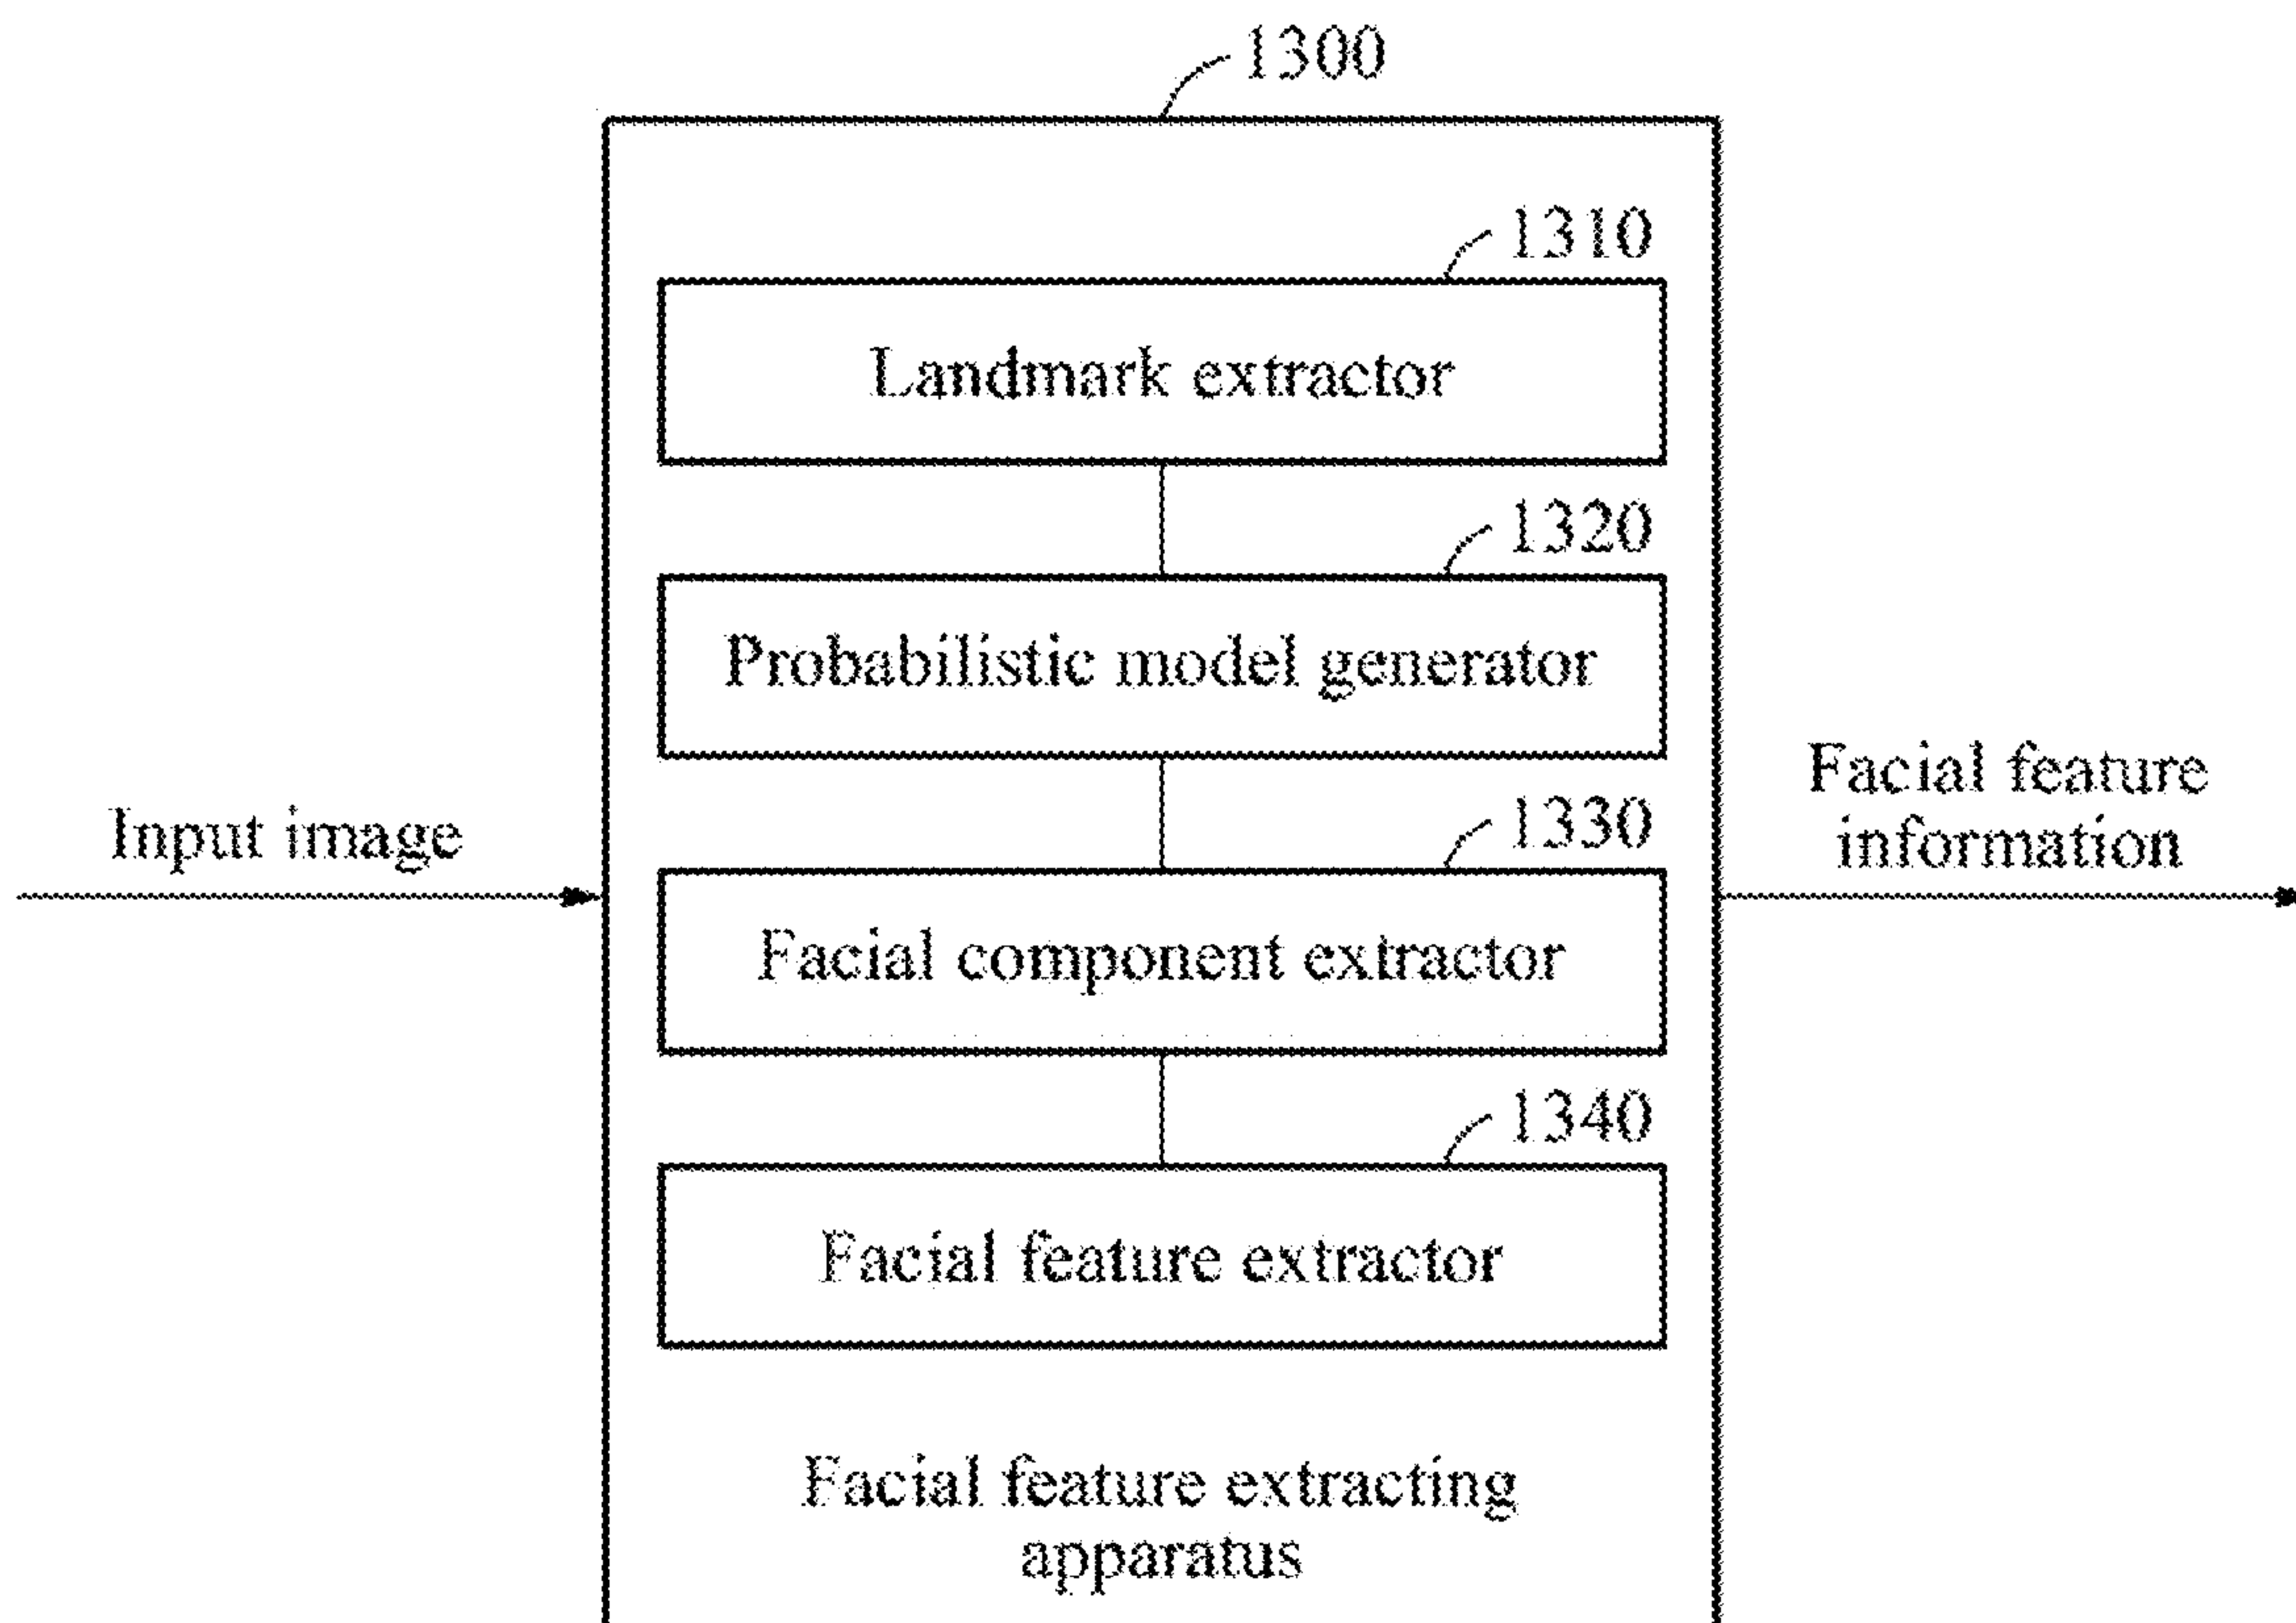 1300
1310
Landmark extractor
1320
Probabilistic model generator
1330
Facial component extractor
1340
Facial feature extractor
Facial feature extracting
apparatus
Input image
Facial feature
information